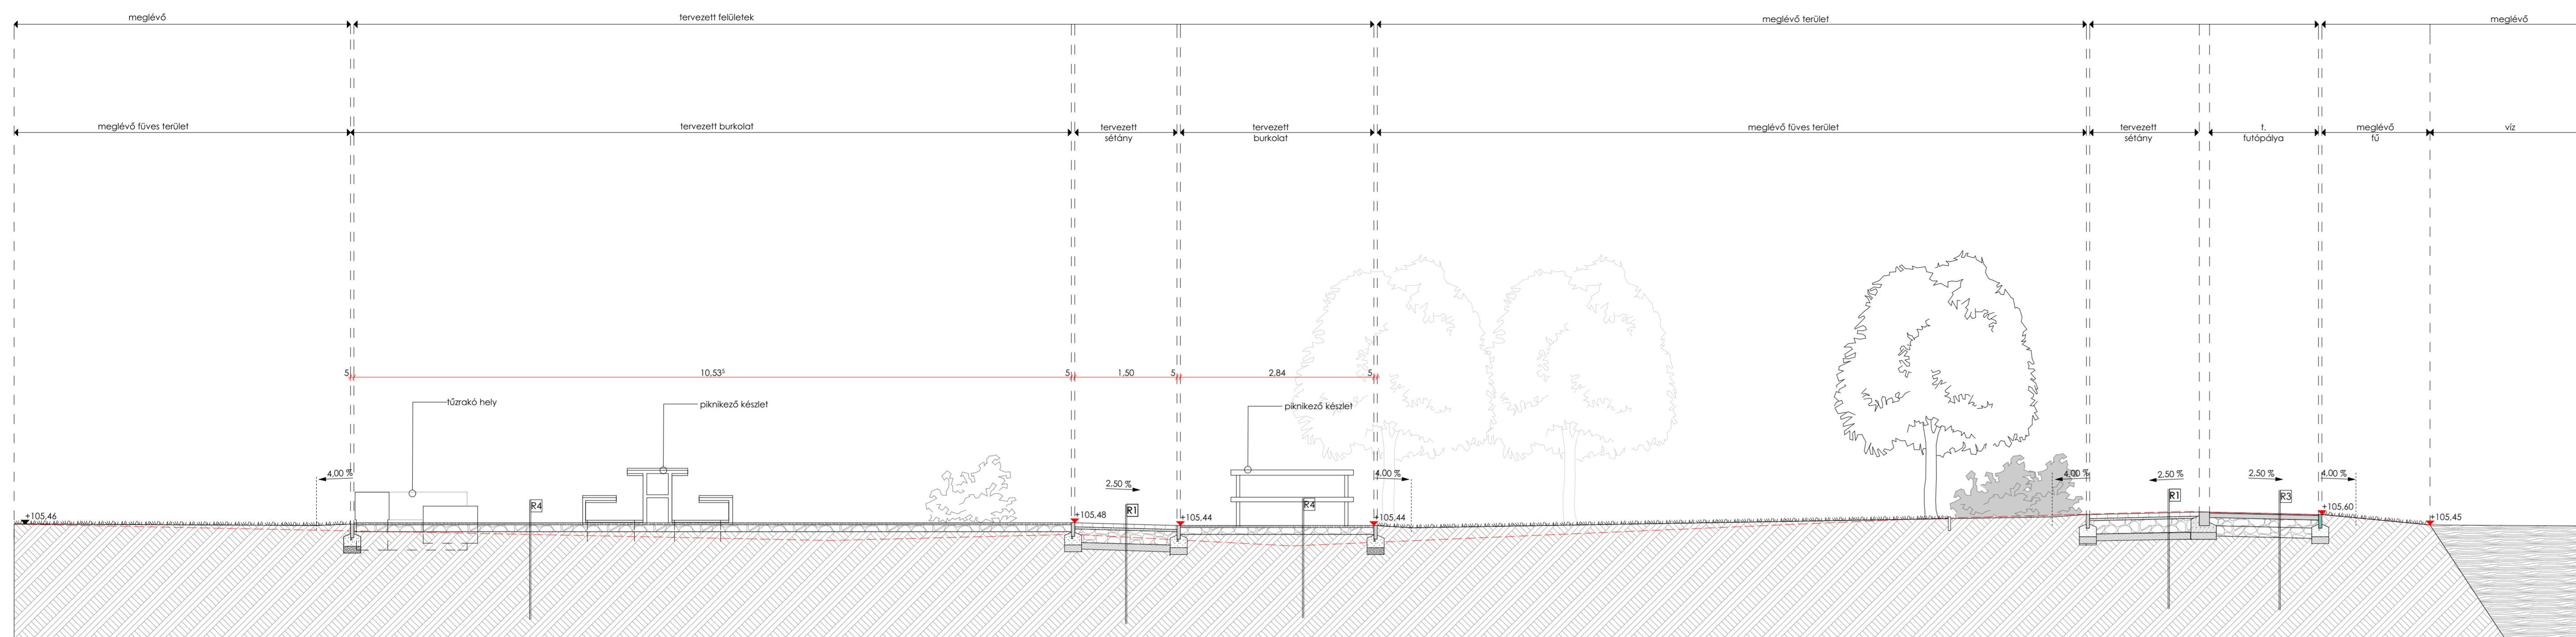 meglévő
tervezett felületek
meglévő terület
meglévő
meglévő füves terület
tervezett burkolat
tervezett
sétány
tervezett
burkolat
meglévő füves terület
tervezett
sétány
t.
futópálya
meglévő
fű
víz
5
10,53⁵
5
1,50
5
2,84
5
tűzrakó hely
piknikező készlet
piknikező készlet
4,00 %
2,50 %
4,00 %
4,00 %
2,50 %
2,50 %
4,00 %
R4
R1
R4
R1
R3
+105,46
+105,48
+105,44
+105,44
+105,60
+105,45